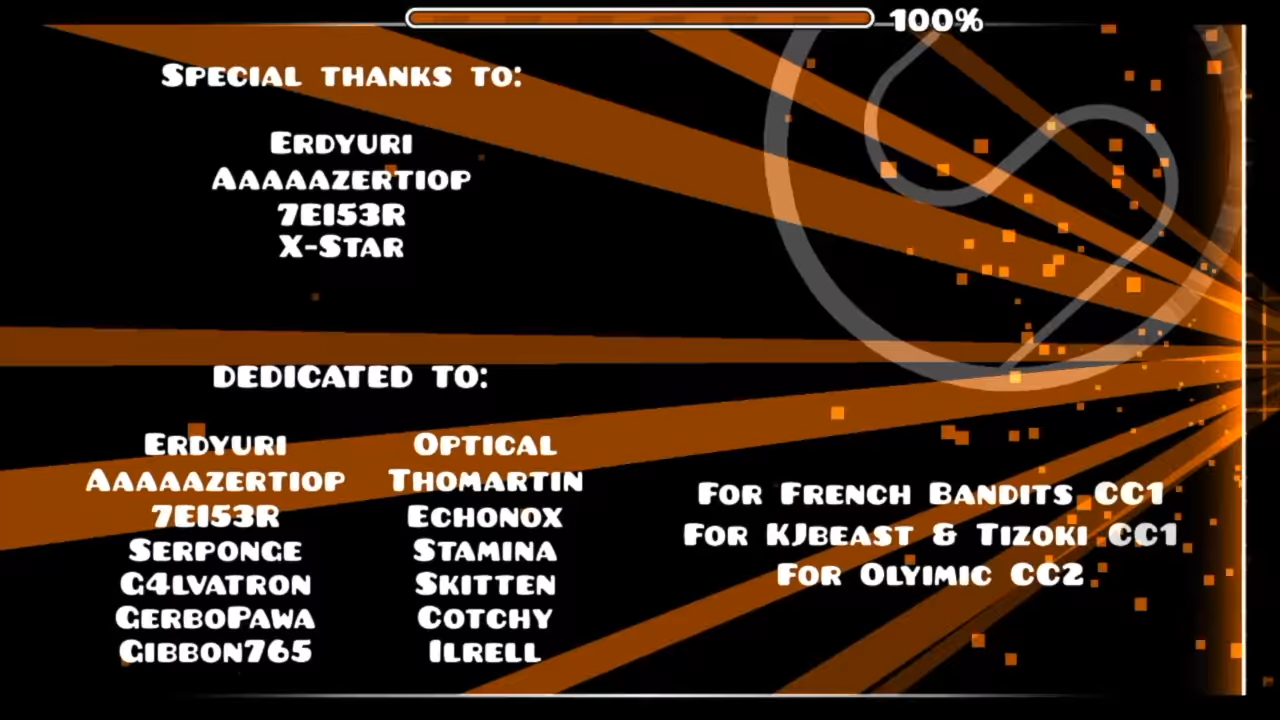 100%
Special thanks to:
Erdyuri
Aaaaazertiop
7EI53R
X-Star
Dedicated to:
Erdyuri
Aaaaazertiop
7EI53R
Serponge
G4lvatron
GerboPawa
Gibbon765
Optical
Thomartin
Echonox
Stamina
Skitten
Cotchy
Ilrell
For French Bandits CC1
For KJbeast & Tizoki CC1
For Olyimic CC2